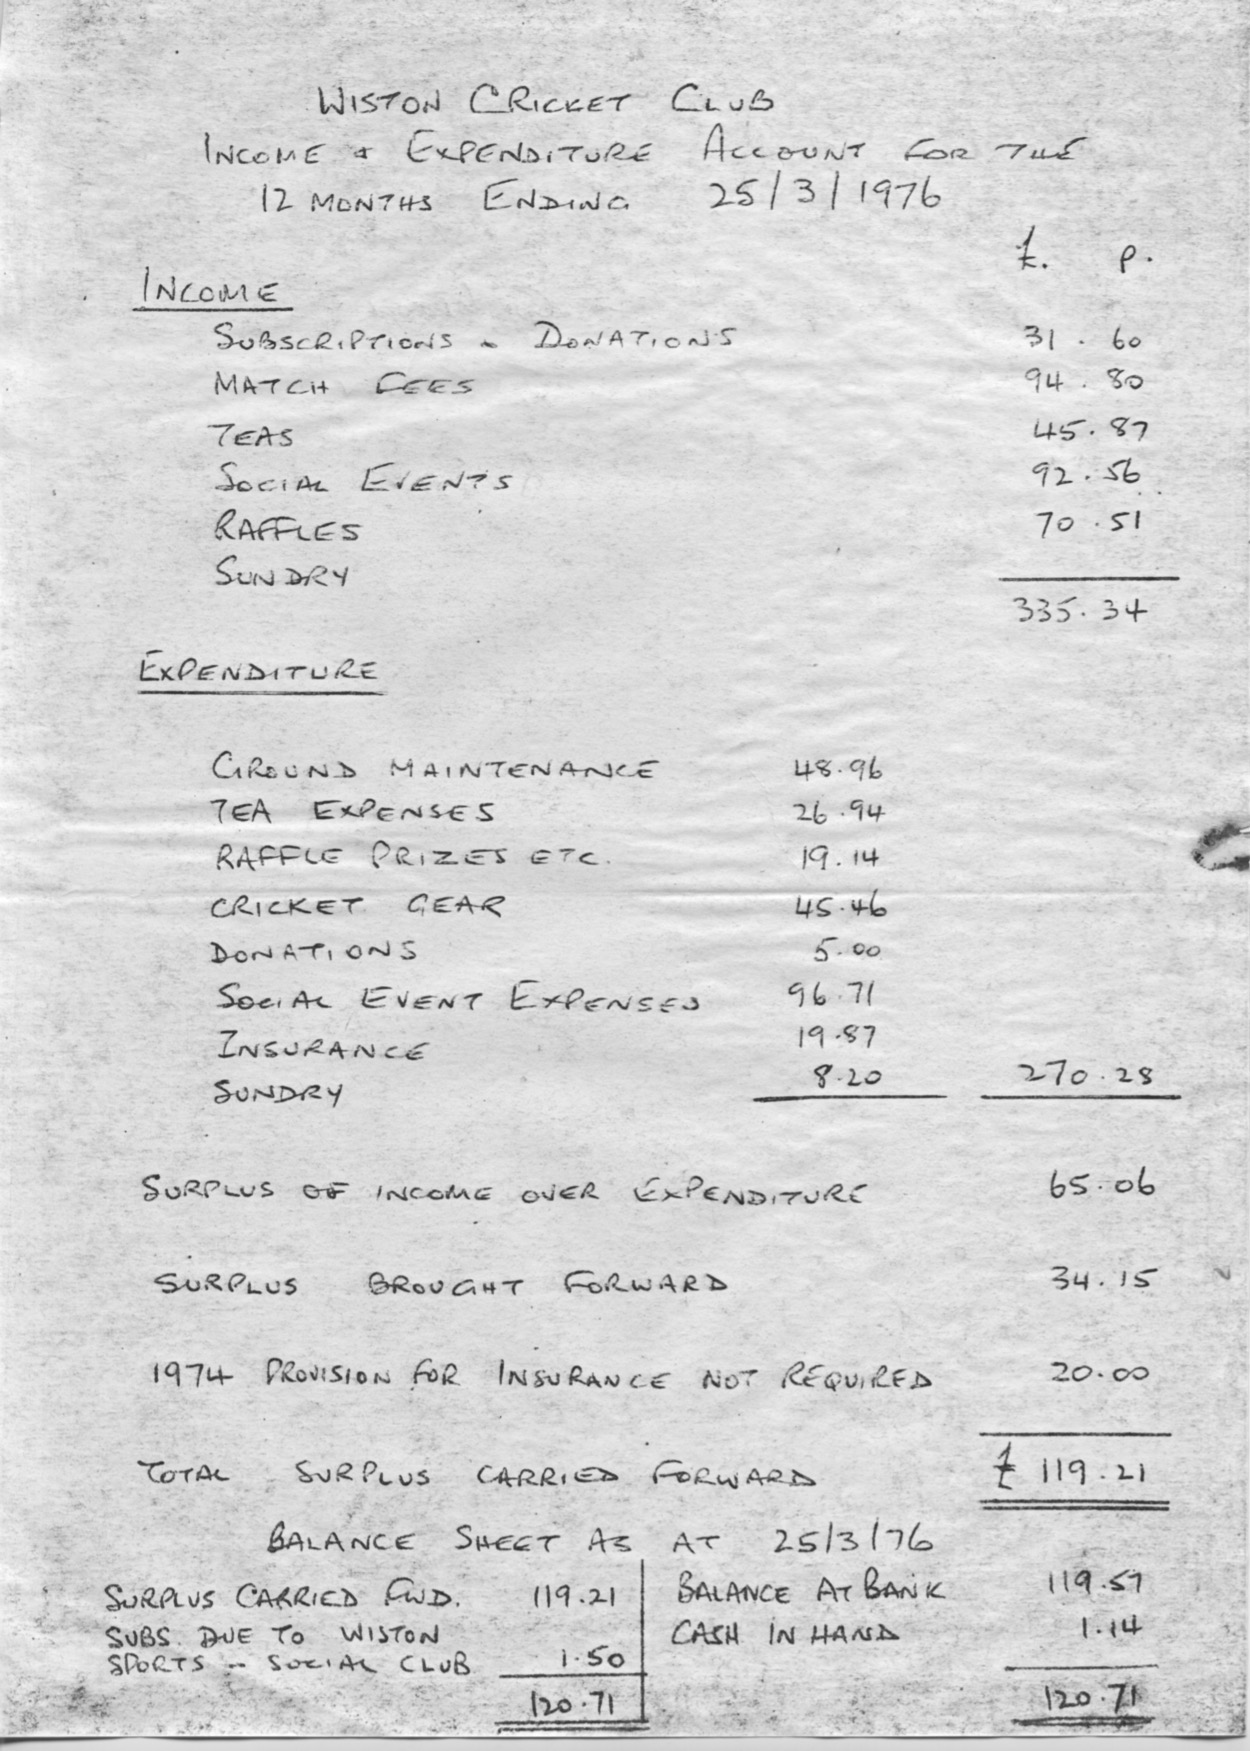 WISTON CRICKET CLUB
INCOME & EXPENDITURE ACCOUNT FOR THE
12 MONTHS ENDING 25/3/1976
£. p.
INCOME
SUBSCRIPTIONS & DONATIONS 31.60
MATCH FEES 94.80
TEAS 45.87
SOCIAL EVENTS 92.56
RAFFLES 70.51
SUNDRY
335.34
EXPENDITURE
GROUND MAINTENANCE 48.96
TEA EXPENSES 26.94
RAFFLE PRIZES ETC. 19.14
CRICKET GEAR 45.46
DONATIONS 5.00
SOCIAL EVENT EXPENSES 96.71
INSURANCE 19.87
SUNDRY 8.20 270.28
SURPLUS OF INCOME OVER EXPENDITURE 65.06
SURPLUS BROUGHT FORWARD 34.15
1974 PROVISION FOR INSURANCE NOT REQUIRED 20.00
TOTAL SURPLUS CARRIED FORWARD £ 119.21
BALANCE SHEET AS AT 25/3/76
SURPLUS CARRIED FWD. 119.21 BALANCE AT BANK 119.57
SUBS. DUE TO WISTON CASH IN HAND 1.14
SPORTS & SOCIAL CLUB 1.50
120.71 120.71